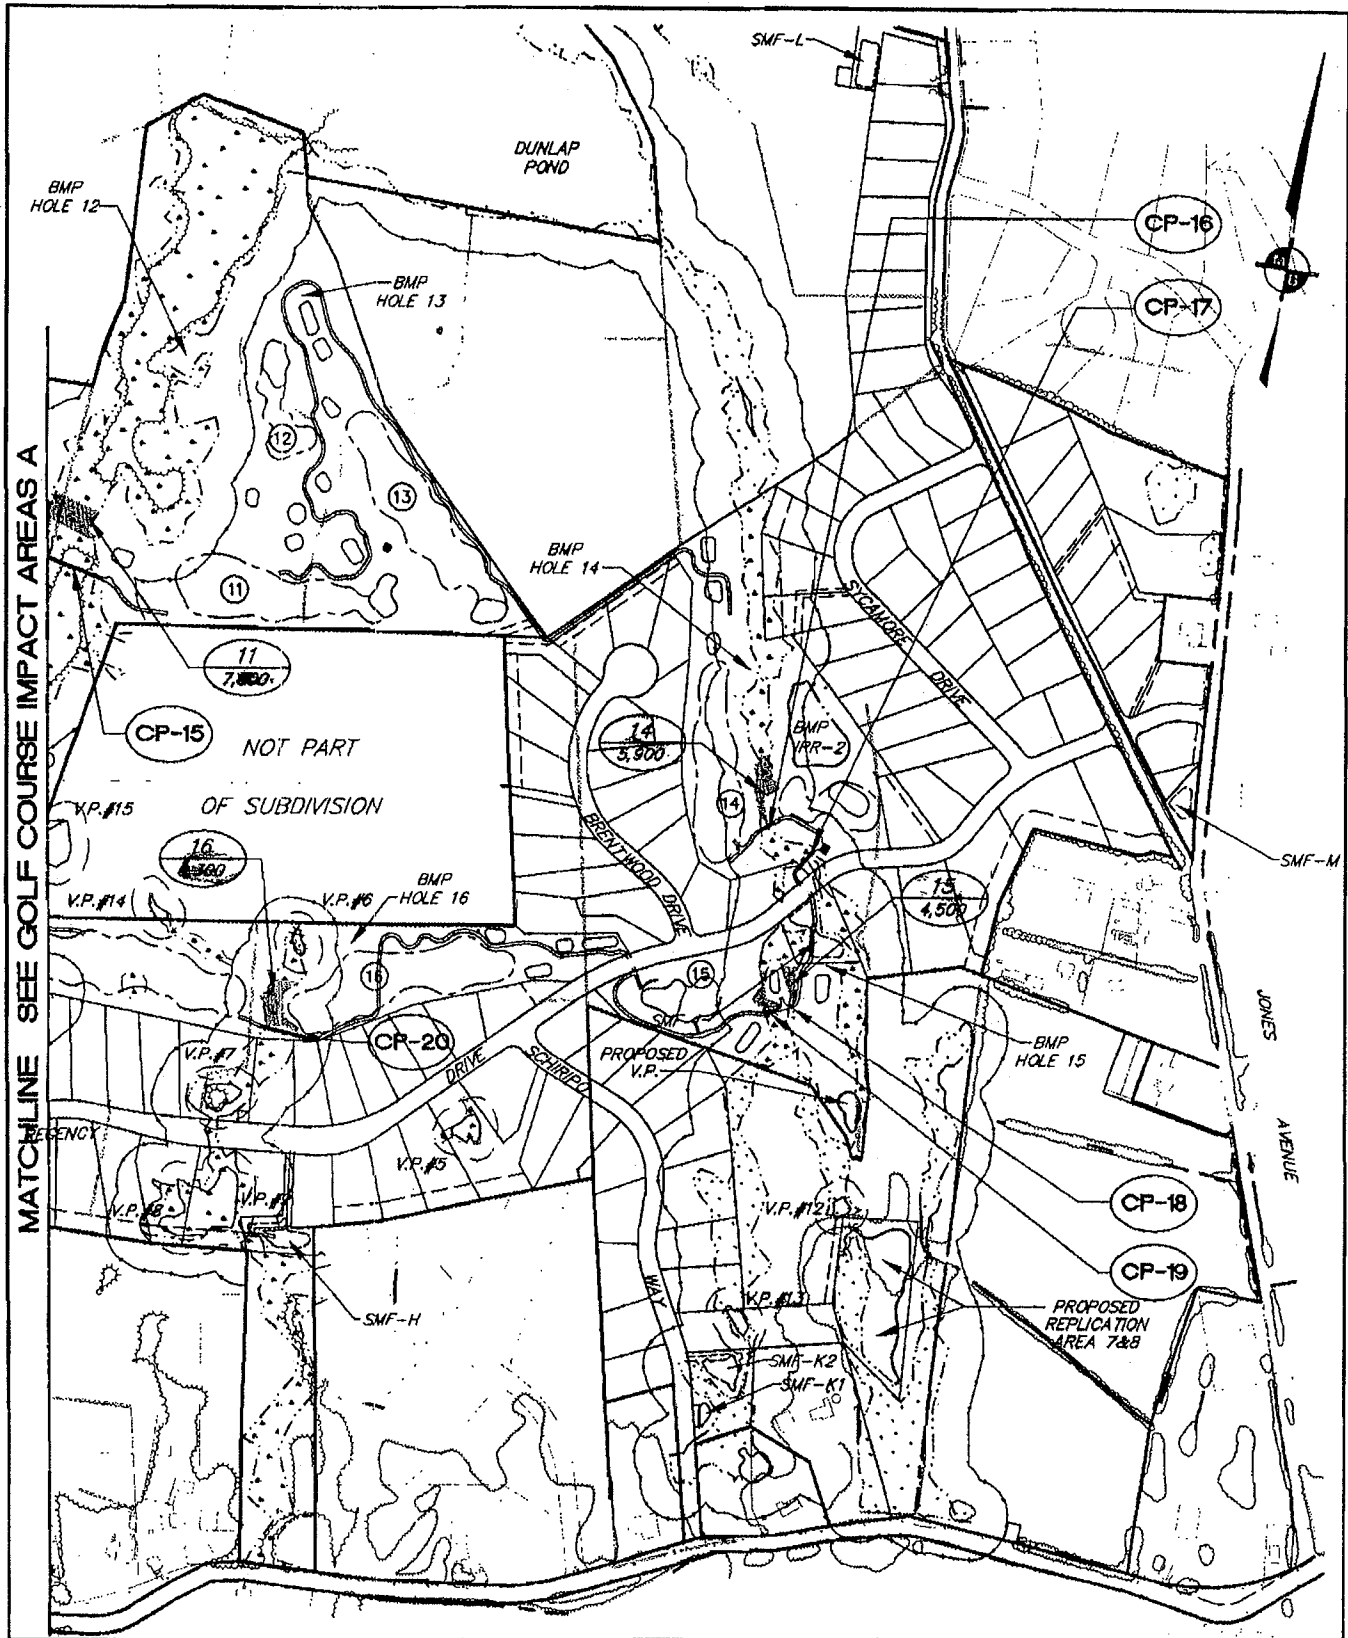 SMF-L
DUNLAP
POND
BMP
HOLE 12
CP-16
BMP
HOLE 13
CP-17
12
13
BMP
HOLE 14
11
SYCAMORE
DRIVE
11
CP-15
NOT PART
OF SUBDIVISION
14
5,900
BMP
IRR-2
V.P.#15
14
BRENTWOOD DRIVE
16
SMF-M
15
4,500
V.P.#14
V.P.#6
BMP
HOLE 16
16
15
JONES
AVENUE
CP-20
BMP
HOLE 15
V.P.#7
DRIVE
SCHIRIPO
WAY
PROPOSED
V.P.
REGENCY
V.P.#5
CP-18
V.P.#8
V.P.#12
CP-19
V.P.#13
PROPOSED
REPLICATION
AREA 7&8
SMF-H
SMF-K2
SMF-K1
MATCHLINE SEE GOLF COURSE IMPACT AREAS A